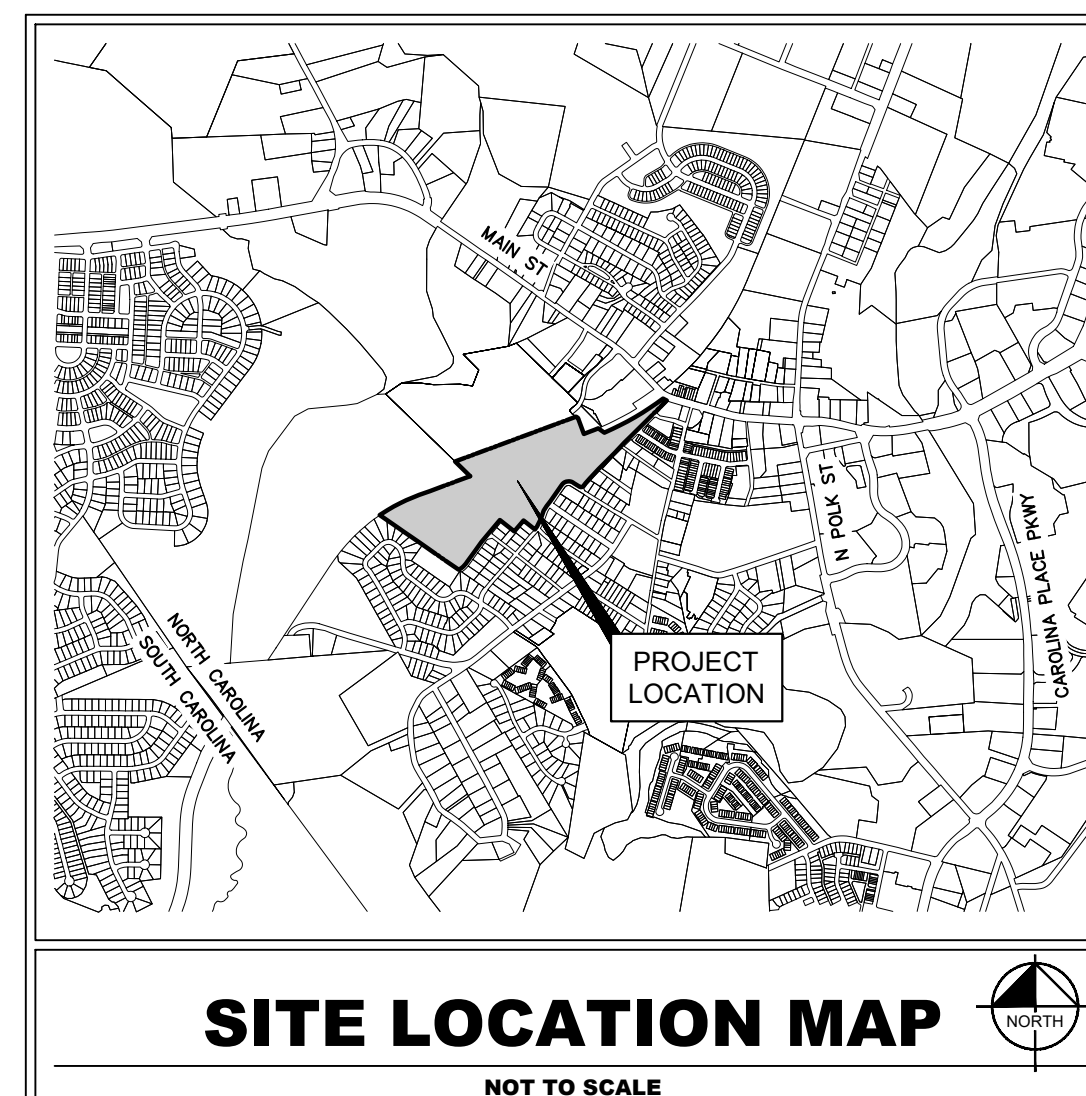 MAIN ST
N POLK ST
CAROLINA PLACE PKWY
NORTH CAROLINA
SOUTH CAROLINA
PROJECT
LOCATION
SITE LOCATION MAP
NORTH
NOT TO SCALE